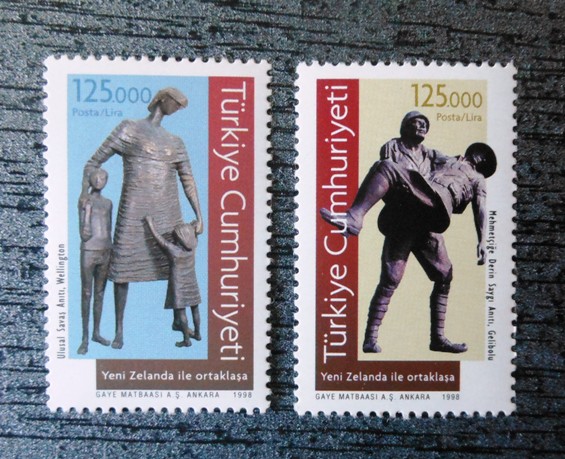 125.000
Posta/Lira
Türkiye Cumhuriyeti
Ulusal Savaş Anıtı, Wellington
Yeni Zelanda ile ortaklaşa
GAYE MATBAASI A.Ş. ANKARA 1998
125.000
Posta/Lira
Türkiye Cumhuriyeti
Mehmetçiğe Derin Saygı Anıtı, Gelibolu
Yeni Zelanda ile ortaklaşa
GAYE MATBAASI A.Ş. ANKARA 1998